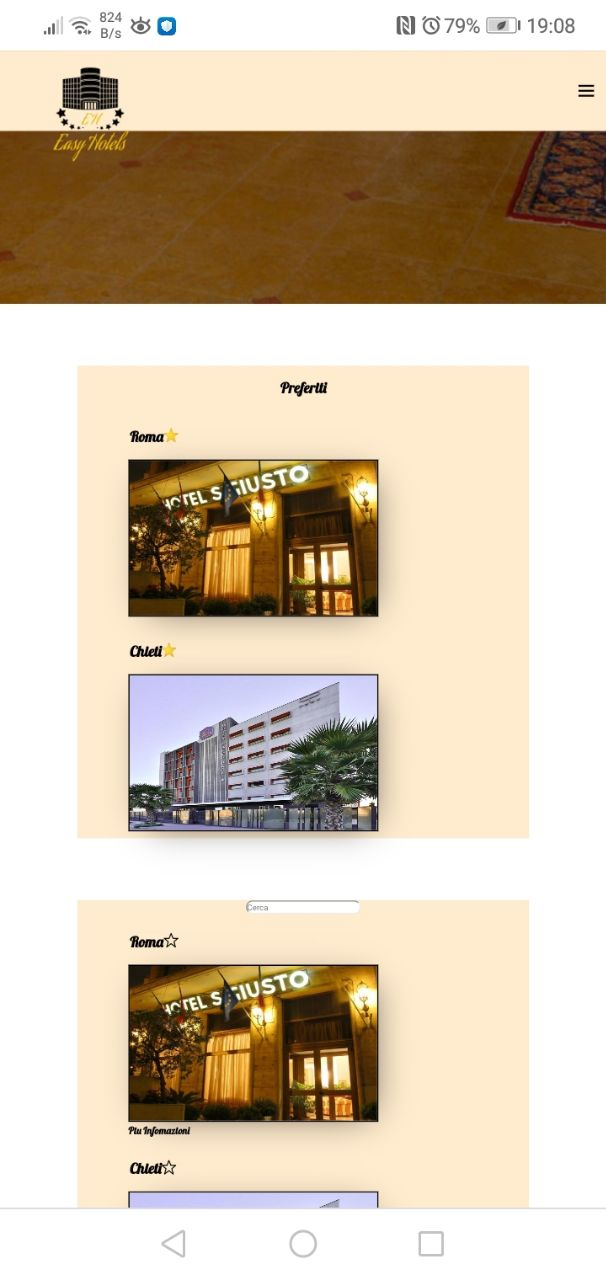 824
B/s
79%
19:08
EH
Easy Hotels
Preferiti
Roma
HOTEL S. GIUSTO
Chieti
Cerca
Roma
HOTEL S. GIUSTO
Piu Infomazioni
Chieti